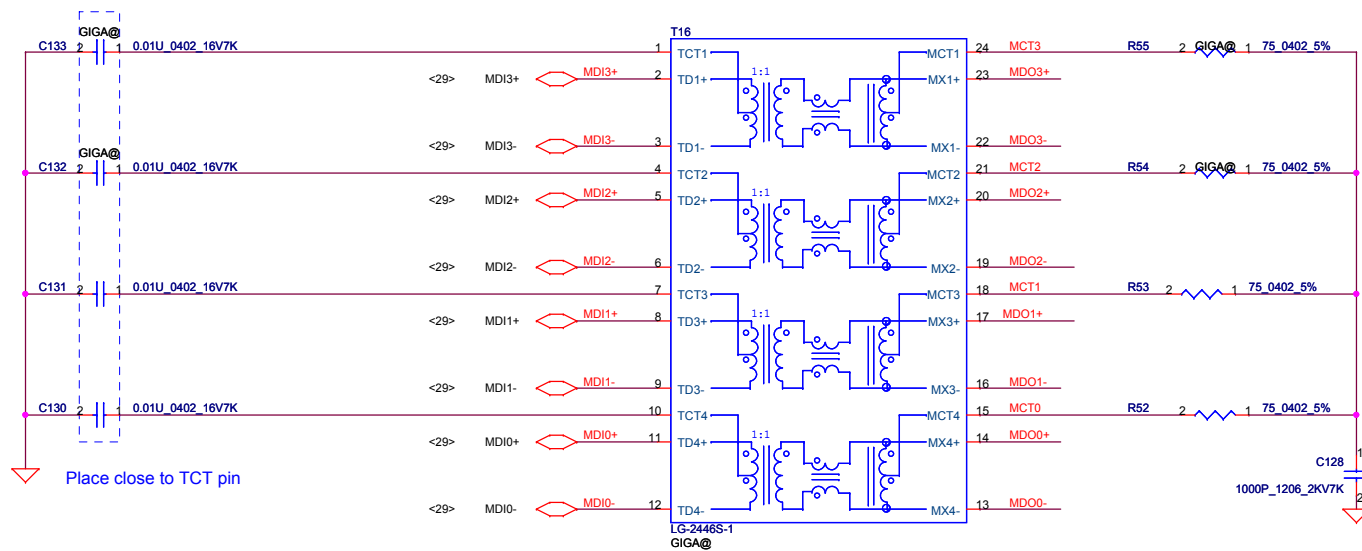 GIGA@
C133 2 1 0.01U_0402_16V7K
T16
1 TCT1 MCT1 24 MCT3 R55 2 GIGA@ 1 75_0402_5%
1:1
<29> MDI3+ MDI3+ 2 TD1+ MX1+ 23 MDO3+
<29> MDI3- MDI3- 3 TD1- MX1- 22 MDO3-
GIGA@
C132 2 1 0.01U_0402_16V7K 4 TCT2 MCT2 21 MCT2 R54 2 GIGA@ 1 75_0402_5%
1:1
<29> MDI2+ MDI2+ 5 TD2+ MX2+ 20 MDO2+
<29> MDI2- MDI2- 6 TD2- MX2- 19 MDO2-
C131 2 1 0.01U_0402_16V7K 7 TCT3 MCT3 18 MCT1 R53 2 1 75_0402_5%
1:1
<29> MDI1+ MDI1+ 8 TD3+ MX3+ 17 MDO1+
<29> MDI1- MDI1- 9 TD3- MX3- 16 MDO1-
C130 2 1 0.01U_0402_16V7K 10 TCT4 MCT4 15 MCT0 R52 2 1 75_0402_5%
1:1
<29> MDI0+ MDI0+ 11 TD4+ MX4+ 14 MDO0+
1
C128
Place close to TCT pin
1000P_1206_2KV7K
2
<29> MDI0- MDI0- 12 TD4- MX4- 13 MDO0-
LG-2446S-1
GIGA@